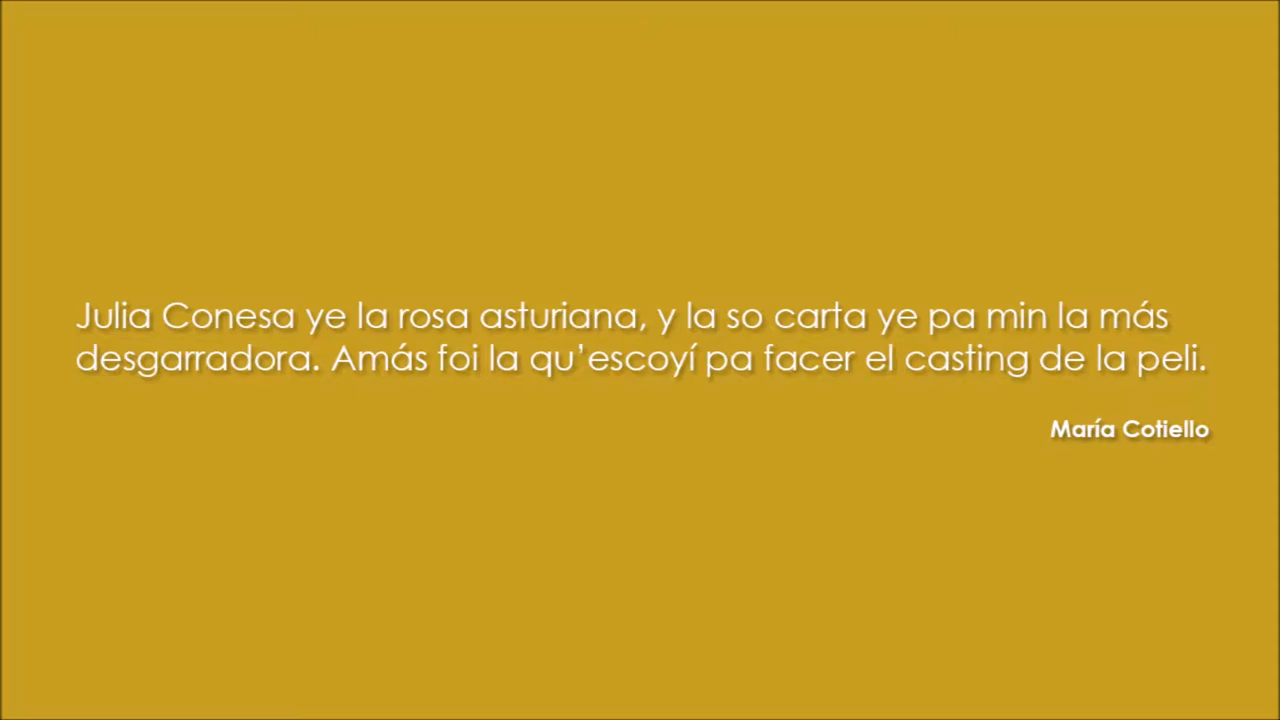 Julia Conesa ye la rosa asturiana, y la so carta ye pa min la más
desgarradora. Amás foi la qu’escoyí pa facer el casting de la peli.
María Cotiello